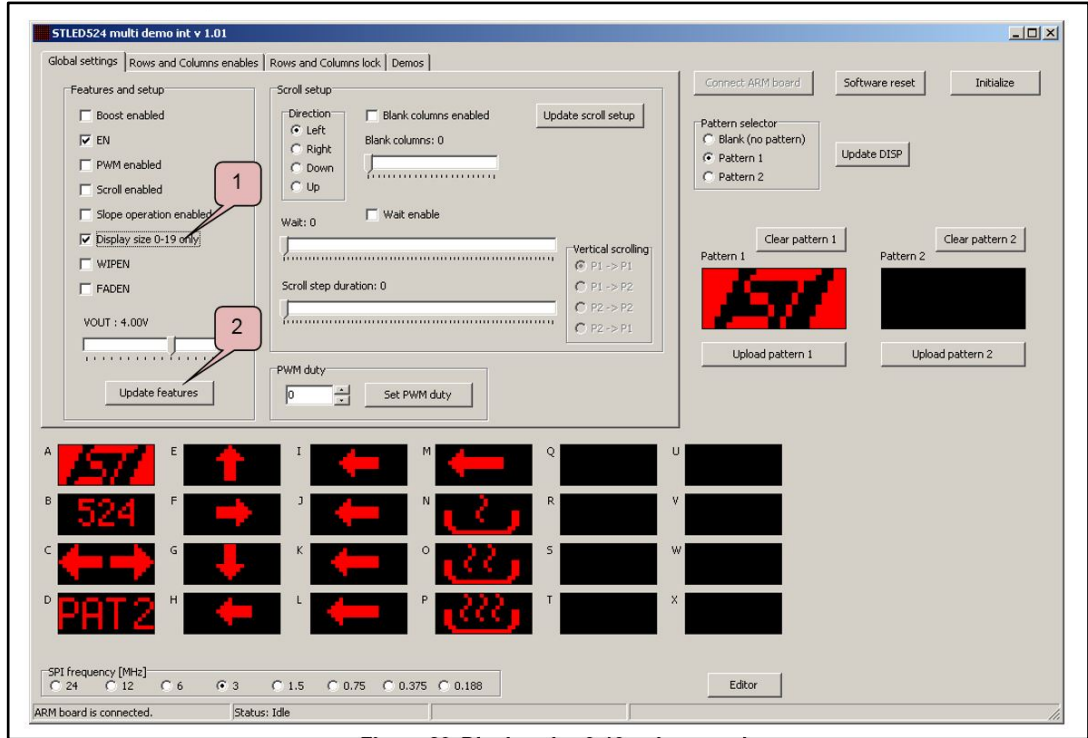 STLED524 multi demo int v 1.01
Global settings Rows and Columns enables Rows and Columns lock Demos
Features and setup
Boost enabled
EN
PWM enabled
Scroll enabled
Slope operation enabled
Display size 0-19 only
WIPEN
FADEN
VOUT : 4.00V
Update features
1
2
Scroll setup
Direction
Left
Right
Down
Up
Blank columns enabled
Blank columns: 0
Update scroll setup
Wait: 0
Wait enable
Scroll step duration: 0
Vertical scrolling
P1 -> P1
P1 -> P2
P2 -> P2
P2 -> P1
PWM duty
0
Set PWM duty
Connect ARM board
Software reset
Initialize
Pattern selector
Blank (no pattern)
Pattern 1
Pattern 2
Update DISP
Clear pattern 1
Clear pattern 2
Pattern 1
Pattern 2
ST
Upload pattern 1
Upload pattern 2
A ST E I M Q U
B 524 F J N R V
C G K O S W
D PAT2 H L P T X
SPI frequency [MHz]
24 12 6 3 1.5 0.75 0.375 0.188
Editor
ARM board is connected. Status: Idle